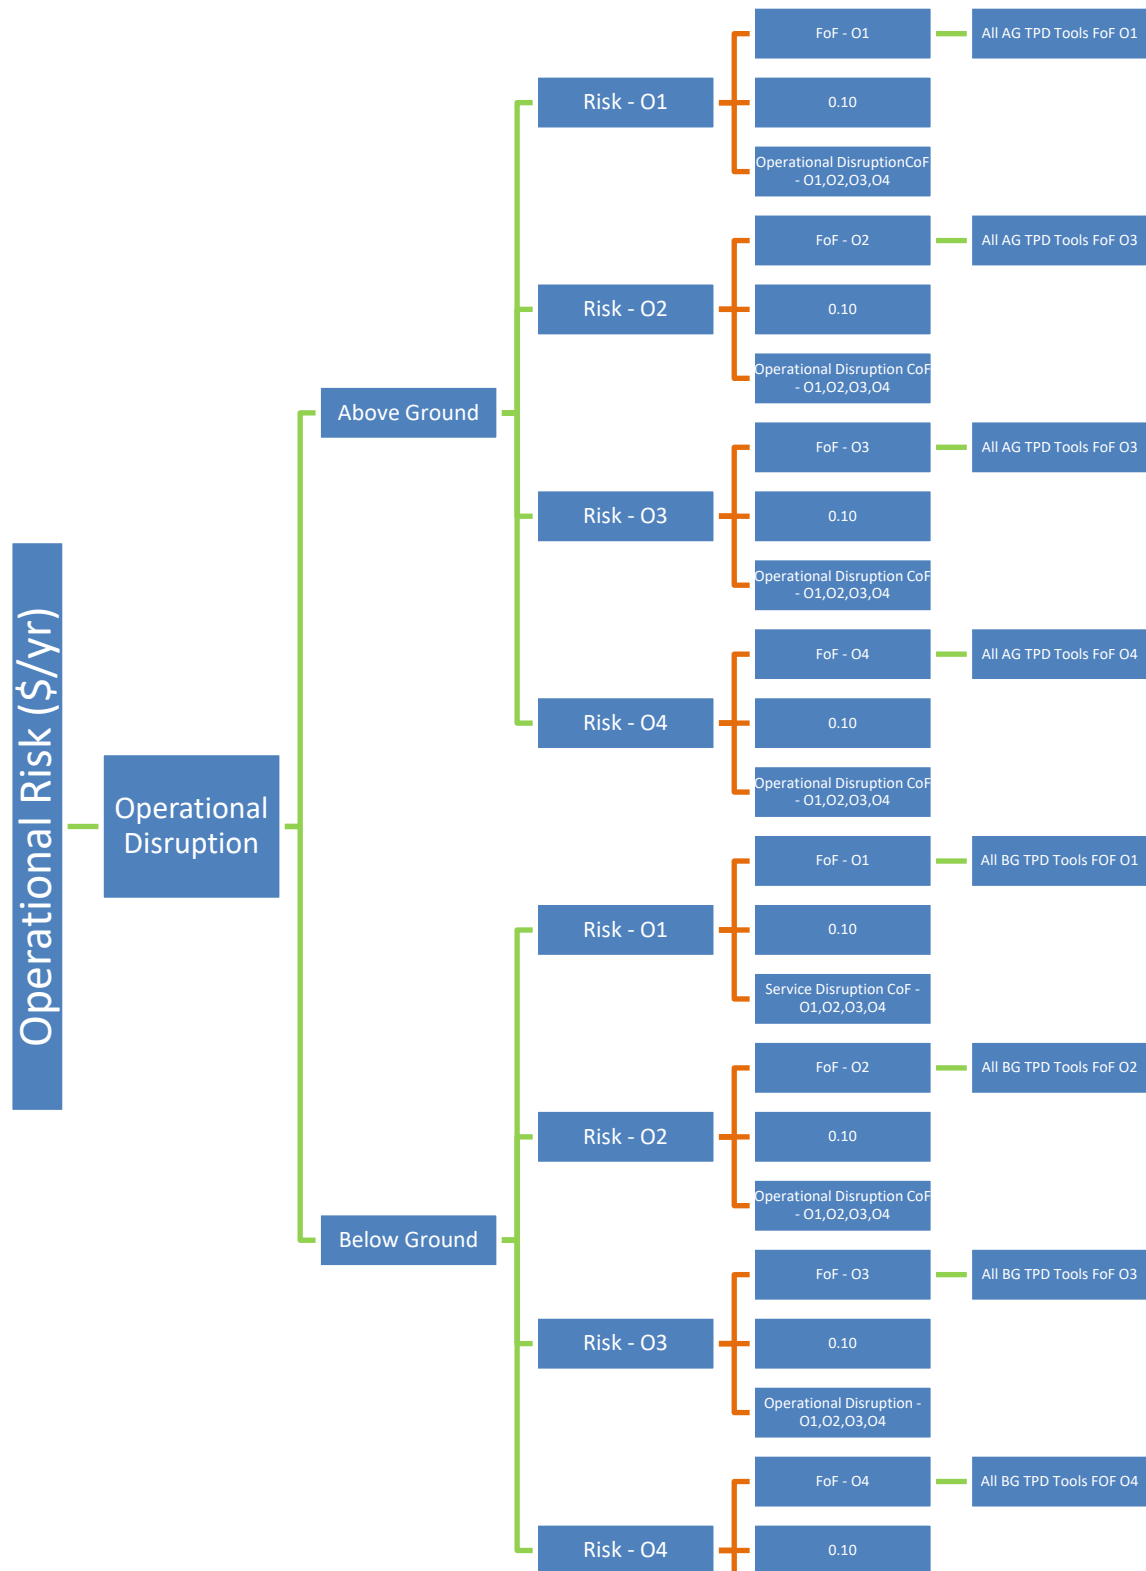 Operational Risk ($/yr)
Operational
Disruption
Above Ground
Risk - O1
FoF - O1
All AG TPD Tools FoF O1
0.10
Operational DisruptionCoF
- O1,O2,O3,O4
Risk - O2
FoF - O2
All AG TPD Tools FoF O3
0.10
Operational Disruption CoF
- O1,O2,O3,O4
Risk - O3
FoF - O3
All AG TPD Tools FoF O3
0.10
Operational Disruption CoF
- O1,O2,O3,O4
Risk - O4
FoF - O4
All AG TPD Tools FoF O4
0.10
Operational Disruption CoF
- O1,O2,O3,O4
Below Ground
Risk - O1
FoF - O1
All BG TPD Tools FOF O1
0.10
Service Disruption CoF -
O1,O2,O3,O4
Risk - O2
FoF - O2
All BG TPD Tools FoF O2
0.10
Operational Disruption CoF
- O1,O2,O3,O4
Risk - O3
FoF - O3
All BG TPD Tools FoF O3
0.10
Operational Disruption -
O1,O2,O3,O4
Risk - O4
FoF - O4
All BG TPD Tools FOF O4
0.10